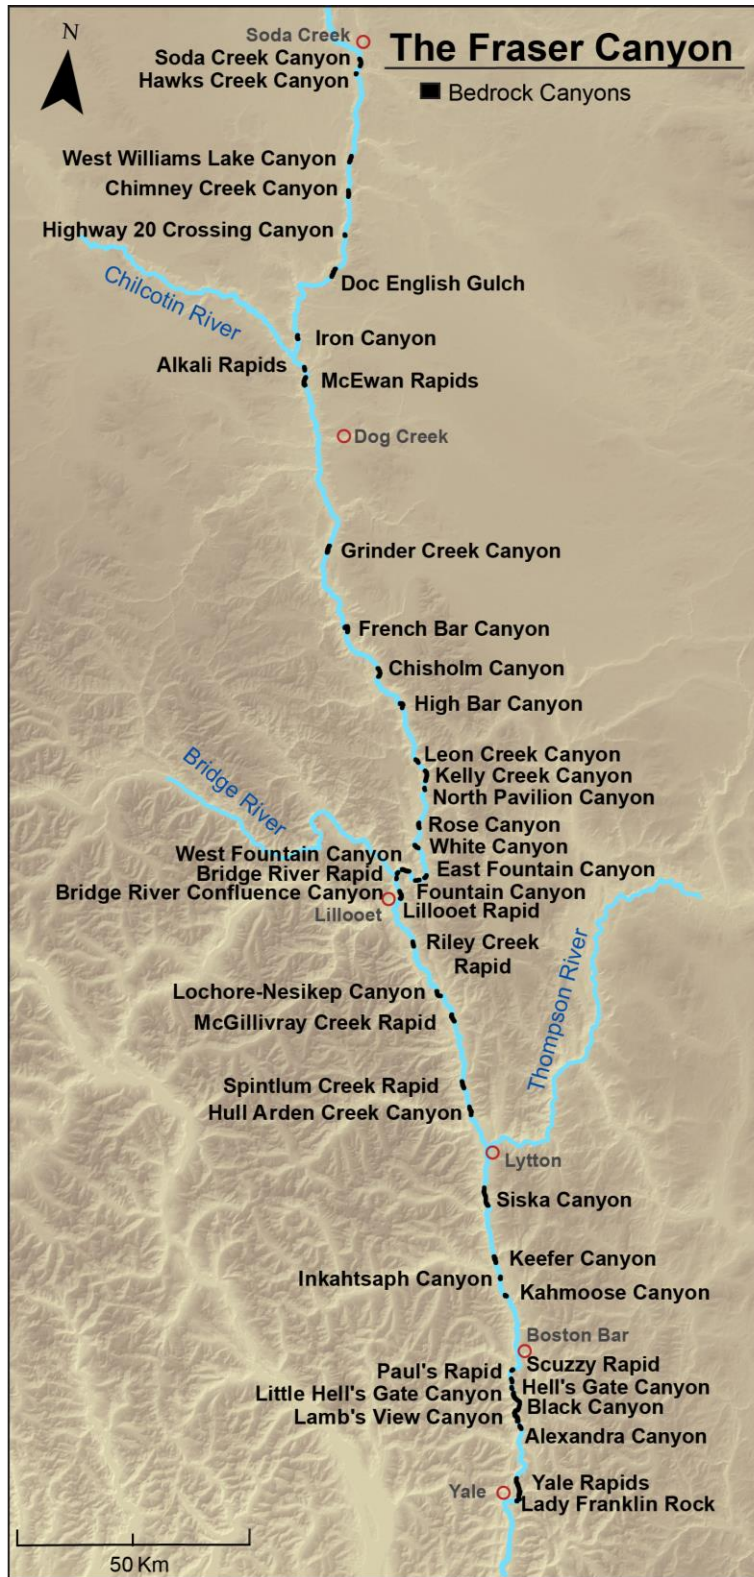 Soda Creek
The Fraser Canyon
N
Soda Creek Canyon
Hawks Creek Canyon
Bedrock Canyons
West Williams Lake Canyon
Chimney Creek Canyon
Highway 20 Crossing Canyon
Chilcotin River
Doc English Gulch
Iron Canyon
Alkali Rapids
McEwan Rapids
Dog Creek
Grinder Creek Canyon
French Bar Canyon
Chisholm Canyon
High Bar Canyon
Leon Creek Canyon
Kelly Creek Canyon
North Pavilion Canyon
Bridge River
Rose Canyon
White Canyon
West Fountain Canyon
East Fountain Canyon
Bridge River Rapid
Bridge River Confluence Canyon
Fountain Canyon
Lillooet
Lillooet Rapid
Riley Creek
Rapid
Thompson River
Lochore-Nesikep Canyon
McGillivray Creek Rapid
Spintlum Creek Rapid
Hull Arden Creek Canyon
Lytton
Siska Canyon
Keefer Canyon
Inkahtsaph Canyon
Kahmoose Canyon
Boston Bar
Scuzzy Rapid
Paul's Rapid
Hell's Gate Canyon
Little Hell's Gate Canyon
Black Canyon
Lamb's View Canyon
Alexandra Canyon
Yale Rapids
Yale
Lady Franklin Rock
50 Km